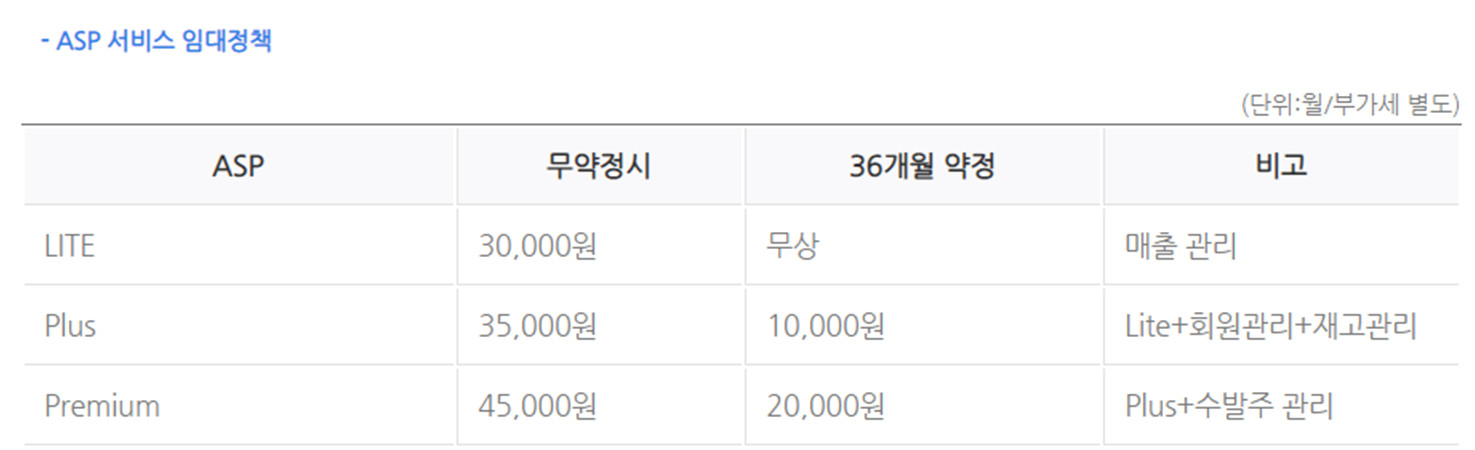 - ASP 서비스 임대정책
(단위:월/부가세 별도)
ASP 무약정시 36개월 약정 비고
LITE 30,000원 무상 매출 관리
Plus 35,000원 10,000원 Lite+회원관리+재고관리
Premium 45,000원 20,000원 Plus+수발주 관리